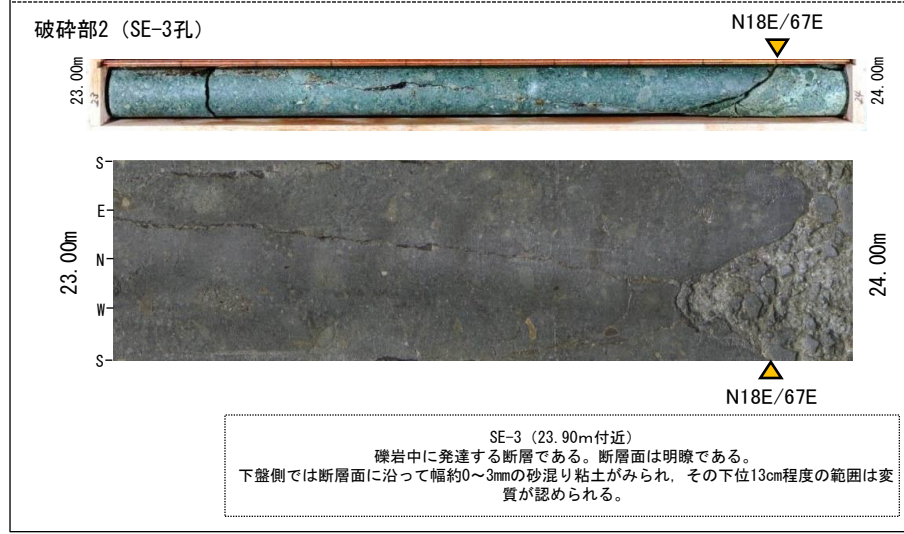 破砕部2（SE-3孔）
N18E/67E
23.00m
24.00m
23
24
S
E
N
W
S
23.00m
24.00m
N18E/67E
SE-3（23.90m付近）
礫岩中に発達する断層である。断層面は明瞭である。
下盤側では断層面に沿って幅約0～3㎜の砂混り粘土がみられ，その下位13㎝程度の範囲は変
質が認められる。